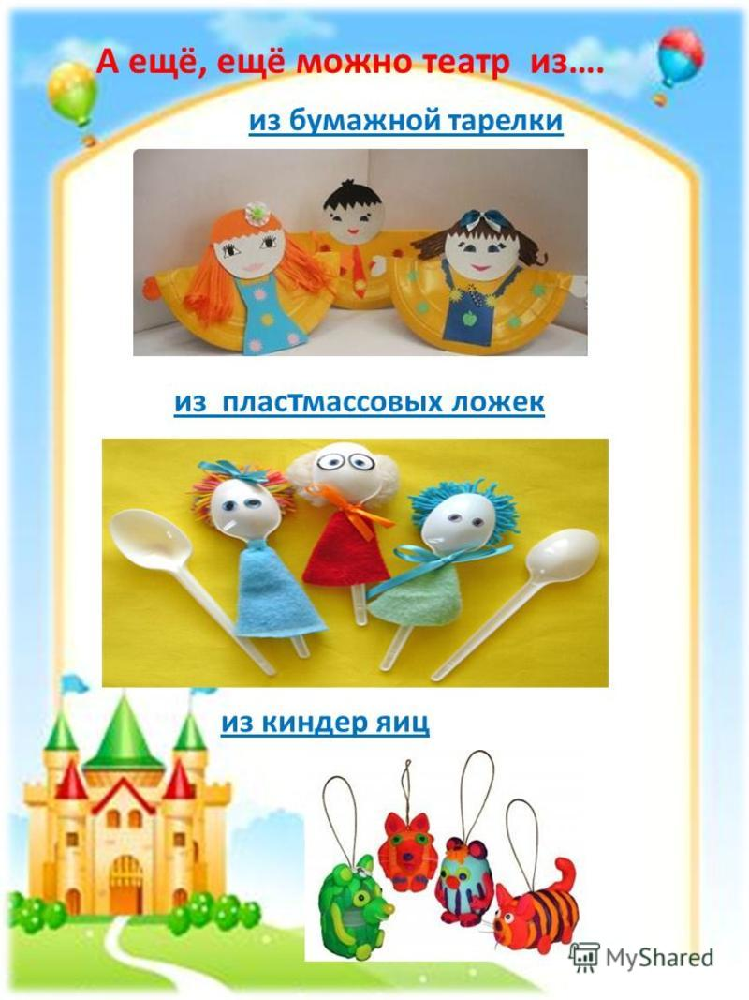 А ещё, ещё можно театр из....
из бумажной тарелки
из пластмассовых ложек
из киндер яиц
MyShared